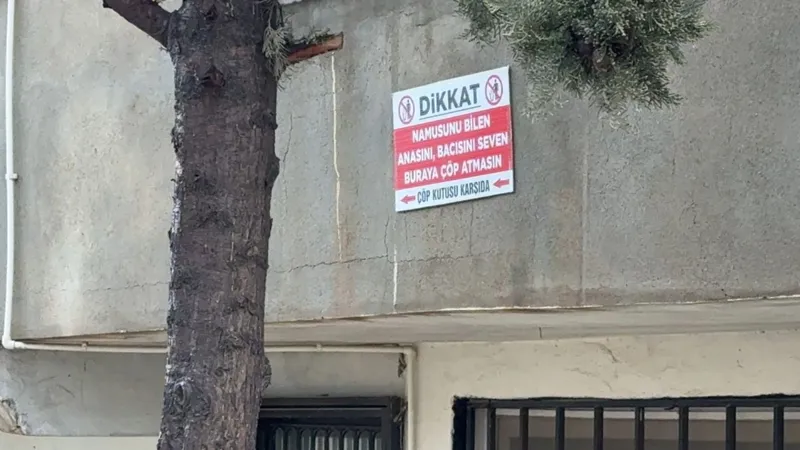 DİKKAT
NAMUSUNU BİLEN
ANASINI, BACISINI SEVEN
BURAYA ÇÖP ATMASIN
ÇÖP KUTUSU KARŞIDA